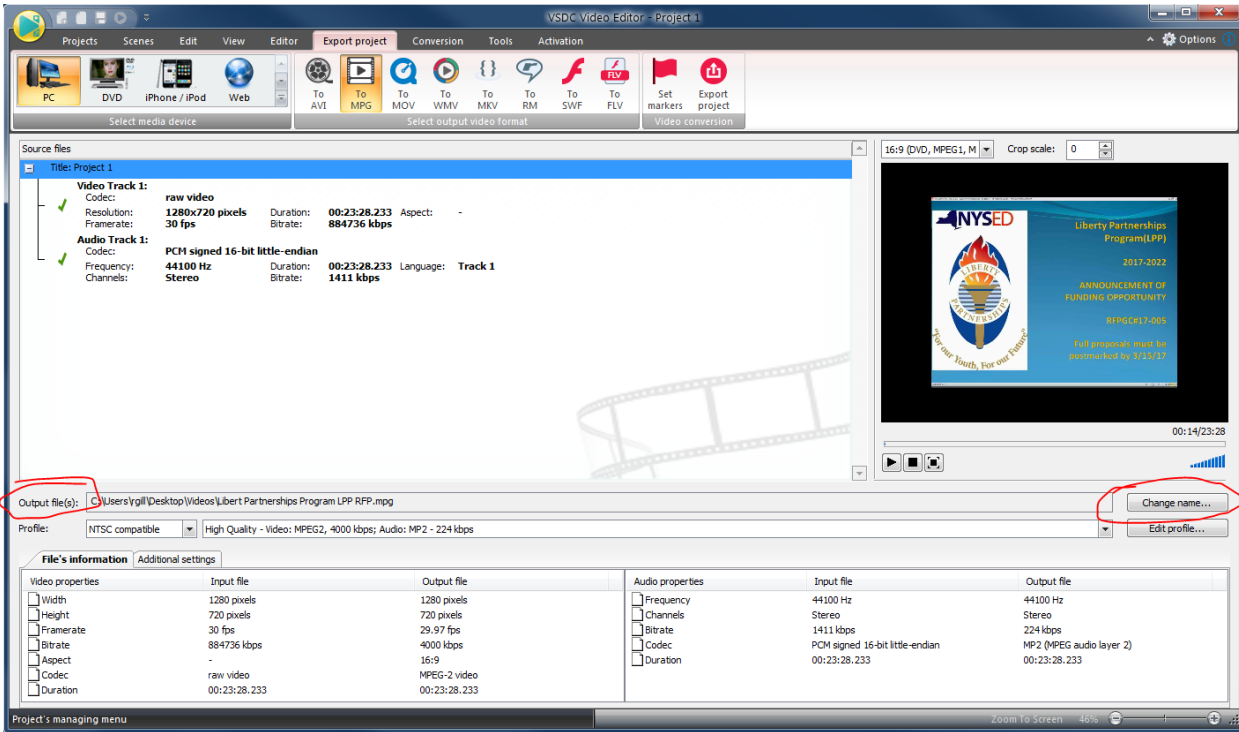 VSDC Video Editor - Project 1
Projects Scenes Edit View Editor Export project Conversion Tools Activation Options
PC DVD iPhone / iPod Web To AVI To MPG To MOV To WMV To MKV To RM To SWF To FLV Set markers Export project
Select media device Select output video format Video conversion
Source files
16:9 (DVD, MPEG1, M Crop scale: 0
Title: Project 1
Video Track 1:
Codec: raw video
Resolution: 1280x720 pixels Duration: 00:23:28.233 Aspect: -
Framerate: 30 fps Bitrate: 884736 kbps
Audio Track 1:
Codec: PCM signed 16-bit little-endian
Frequency: 44100 Hz Duration: 00:23:28.233 Language: Track 1
Channels: Stereo Bitrate: 1411 kbps
NYSED
LIBERTY
PARTNERSHIPS
"For our Youth, For our Future"
Liberty Partnerships
Program(LPP)
2017-2022
ANNOUNCEMENT OF
FUNDING OPPORTUNITY
RFPGC#17-005
Full proposals must be
postmarked by 3/15/17
00:14/23:28
Output file(s): C:\Users\rgill\Desktop\Videos\Libert Partnerships Program LPP RFP.mpg Change name...
Profile: NTSC compatible High Quality - Video: MPEG2, 4000 kbps; Audio: MP2 - 224 kbps Edit profile...
File's information Additional settings
Video properties Input file Output file Audio properties Input file Output file
Width 1280 pixels 1280 pixels Frequency 44100 Hz 44100 Hz
Height 720 pixels 720 pixels Channels Stereo Stereo
Framerate 30 fps 29.97 fps Bitrate 1411 kbps 224 kbps
Bitrate 884736 kbps 4000 kbps Codec PCM signed 16-bit little-endian MP2 (MPEG audio layer 2)
Aspect - 16:9 Duration 00:23:28.233 00:23:28.233
Codec raw video MPEG-2 video
Duration 00:23:28.233 00:23:28.233
Project's managing menu Zoom To Screen 46%